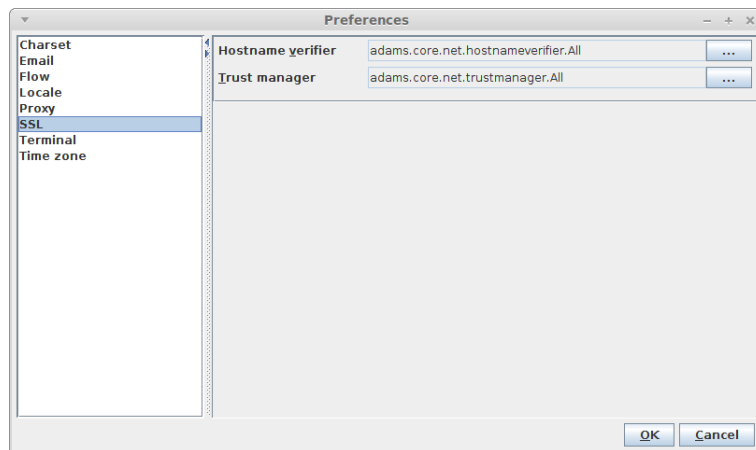 Preferences
Charset
Email
Flow
Locale
Proxy
SSL
Terminal
Time zone
Hostname verifier adams.core.net.hostnameverifier.All ...
Trust manager adams.core.net.trustmanager.All ...
OK Cancel